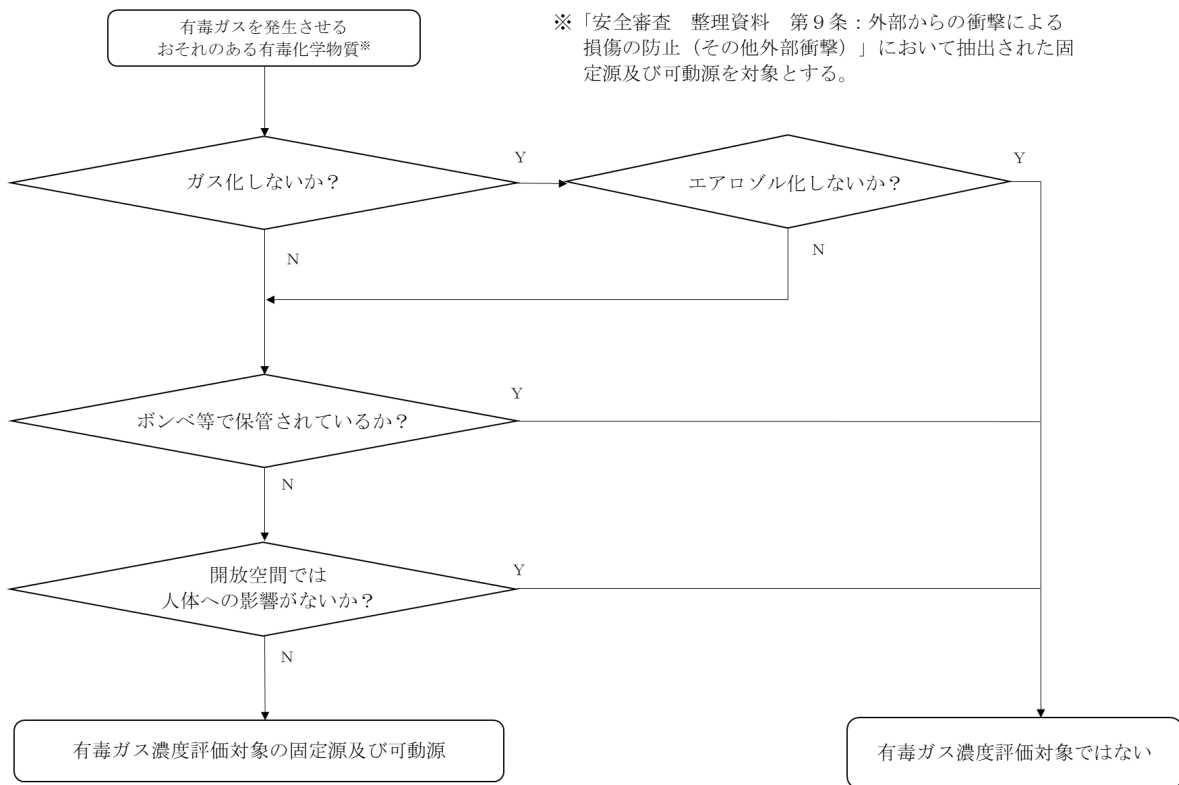 有毒ガスを発生させる
おそれのある有毒化学物質※
※「安全審査　整理資料　第９条：外部からの衝撃による
損傷の防止（その他外部衝撃）」において抽出された固
定源及び可動源を対象とする。
ガス化しないか？
Y
エアロゾル化しないか？
Y
N
N
ボンベ等で保管されているか？
Y
N
開放空間では
人体への影響がないか？
Y
N
有毒ガス濃度評価対象の固定源及び可動源
有毒ガス濃度評価対象ではない